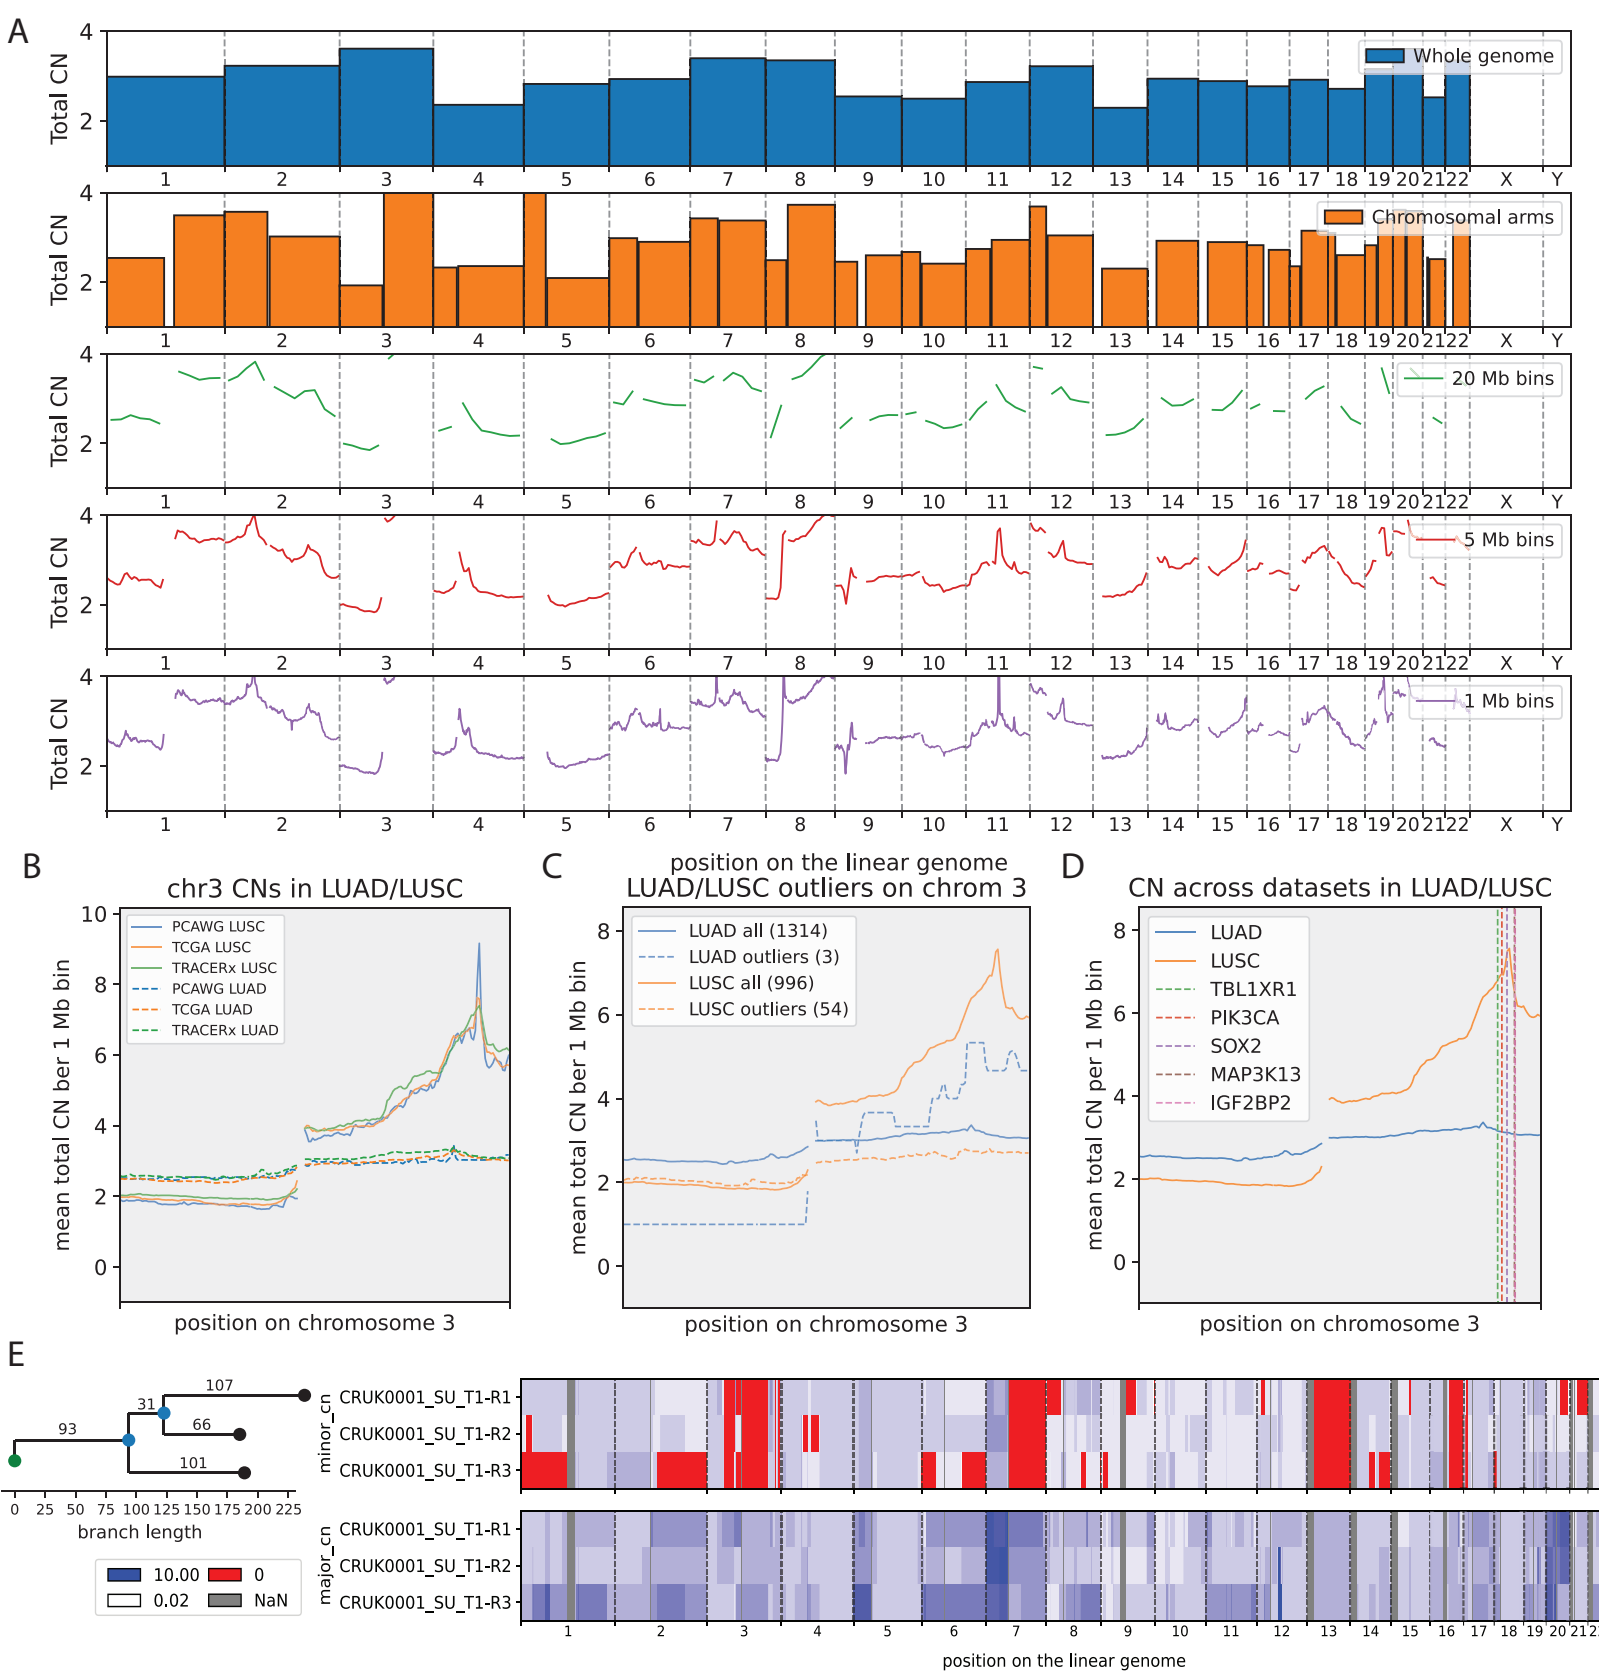 A
4
2
Total CN
Whole genome
1 2 3 4 5 6 7 8 9 10 11 12 13 14 15 16 17 18 19 20 21 22 X Y
4
2
Total CN
Chromosomal arms
1 2 3 4 5 6 7 8 9 10 11 12 13 14 15 16 17 18 19 20 21 22 X Y
4
2
Total CN
20 Mb bins
1 2 3 4 5 6 7 8 9 10 11 12 13 14 15 16 17 18 19 20 21 22 X Y
4
2
Total CN
5 Mb bins
1 2 3 4 5 6 7 8 9 10 11 12 13 14 15 16 17 18 19 20 21 22 X Y
4
2
Total CN
1 Mb bins
1 2 3 4 5 6 7 8 9 10 11 12 13 14 15 16 17 18 19 20 21 22 X Y
position on the linear genome
B
chr3 CNs in LUAD/LUSC
10
8
6
4
2
0
mean total CN ber 1 Mb bin
PCAWG LUSC
TCGA LUSC
TRACERx LUSC
PCAWG LUAD
TCGA LUAD
TRACERx LUAD
position on chromosome 3
C
LUAD/LUSC outliers on chrom 3
8
6
4
2
0
mean total CN ber 1 Mb bin
LUAD all (1314)
LUAD outliers (3)
LUSC all (996)
LUSC outliers (54)
position on chromosome 3
D
CN across datasets in LUAD/LUSC
8
6
4
2
0
mean total CN per 1 Mb bin
LUAD
LUSC
TBL1XR1
PIK3CA
SOX2
MAP3K13
IGF2BP2
position on chromosome 3
E
107
31
93
66
101
0 25 50 75 100 125 150 175 200 225
branch length
10.00 0
0.02 NaN
minor_cn
CRUK0001_SU_T1-R1
CRUK0001_SU_T1-R2
CRUK0001_SU_T1-R3
major_cn
CRUK0001_SU_T1-R1
CRUK0001_SU_T1-R2
CRUK0001_SU_T1-R3
1 2 3 4 5 6 7 8 9 10 11 12 13 14 15 16 17 18 19 20 21
position on the linear genome